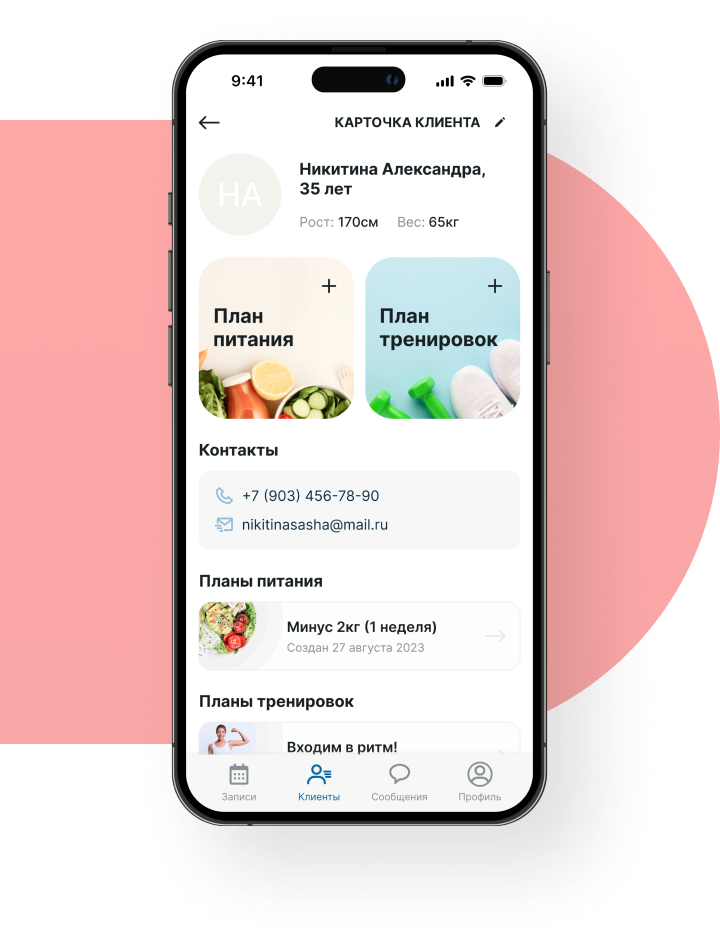 9:41
КАРТОЧКА КЛИЕНТА
НА
Никитина Александра,
35 лет
Рост: 170см Вес: 65кг
План
питания
План
тренировок
Контакты
+7 (903) 456-78-90
nikitinasasha@mail.ru
Планы питания
Минус 2кг (1 неделя)
Создан 27 августа 2023
Планы тренировок
Входим в ритм!
Записи Клиенты Сообщения Профиль